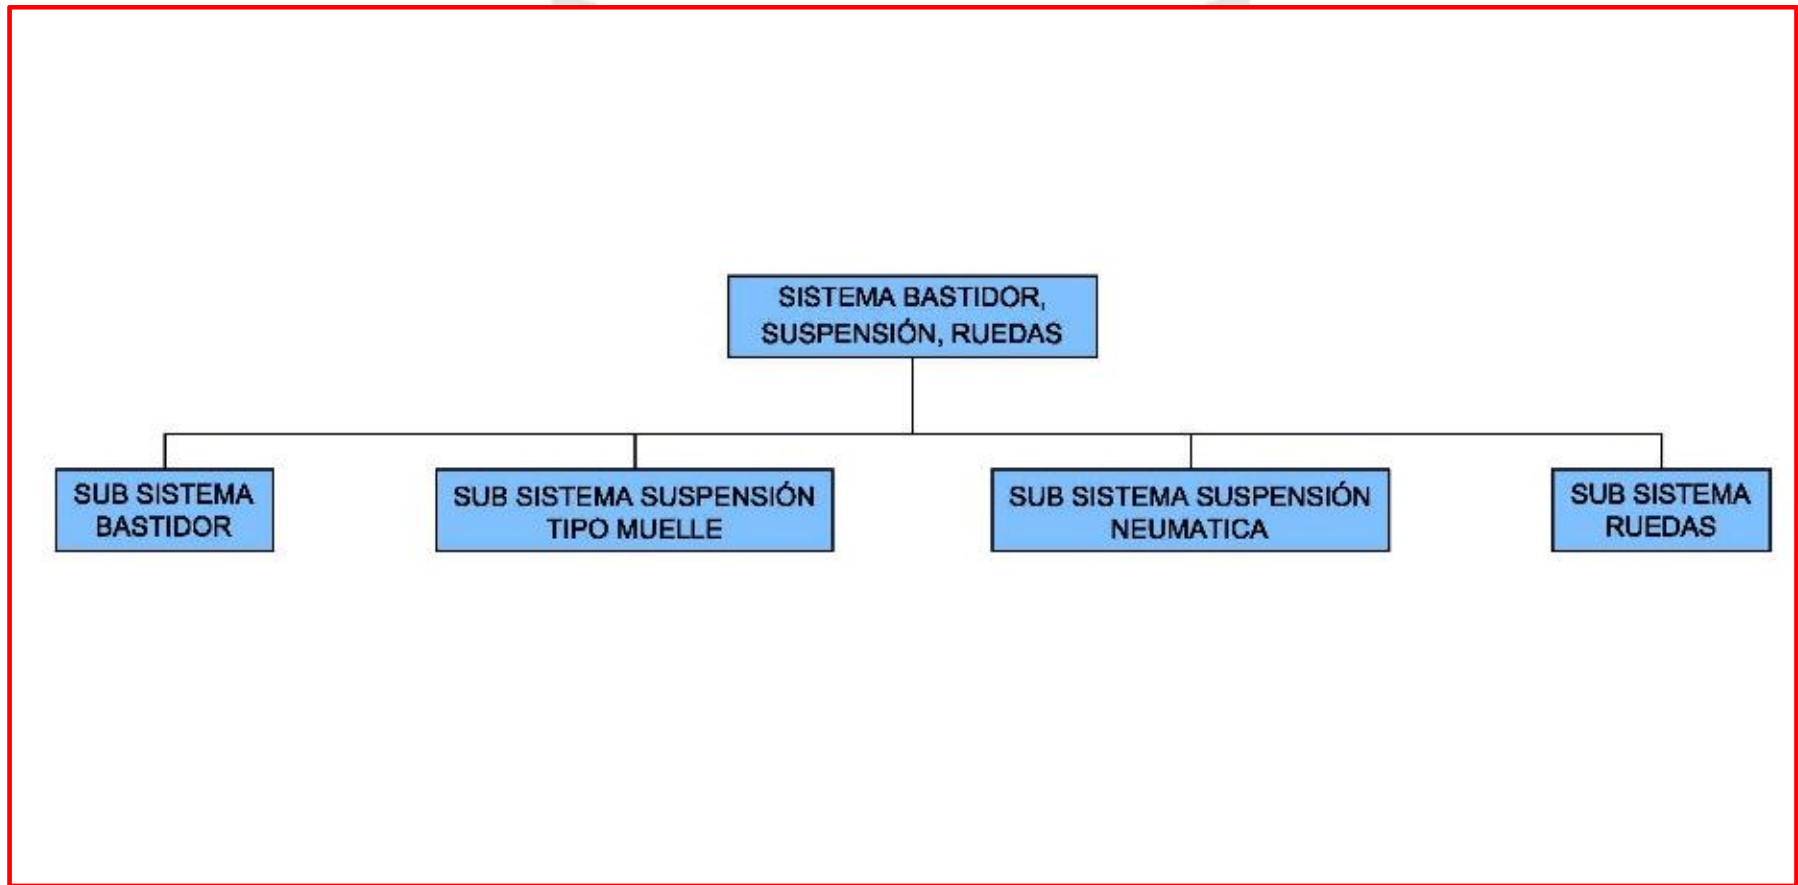 SISTEMA BASTIDOR,
SUSPENSIÓN, RUEDAS
SUB SISTEMA
BASTIDOR
SUB SISTEMA SUSPENSIÓN
TIPO MUELLE
SUB SISTEMA SUSPENSIÓN
NEUMATICA
SUB SISTEMA
RUEDAS